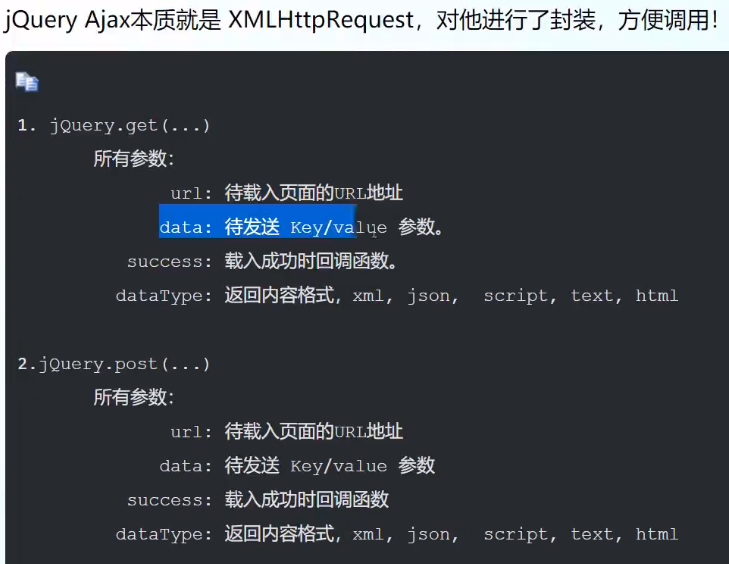 jQuery Ajax本质就是 XMLHttpRequest，对他进行了封装，方便调用！
1. jQuery.get(...)
所有参数：
url: 待载入页面的URL地址
data: 待发送 Key/value 参数。
success: 载入成功时回调函数。
dataType: 返回内容格式，xml, json, script, text, html
2.jQuery.post(...)
所有参数：
url: 待载入页面的URL地址
data: 待发送 Key/value 参数
success: 载入成功时回调函数
dataType: 返回内容格式，xml, json, script, text, html